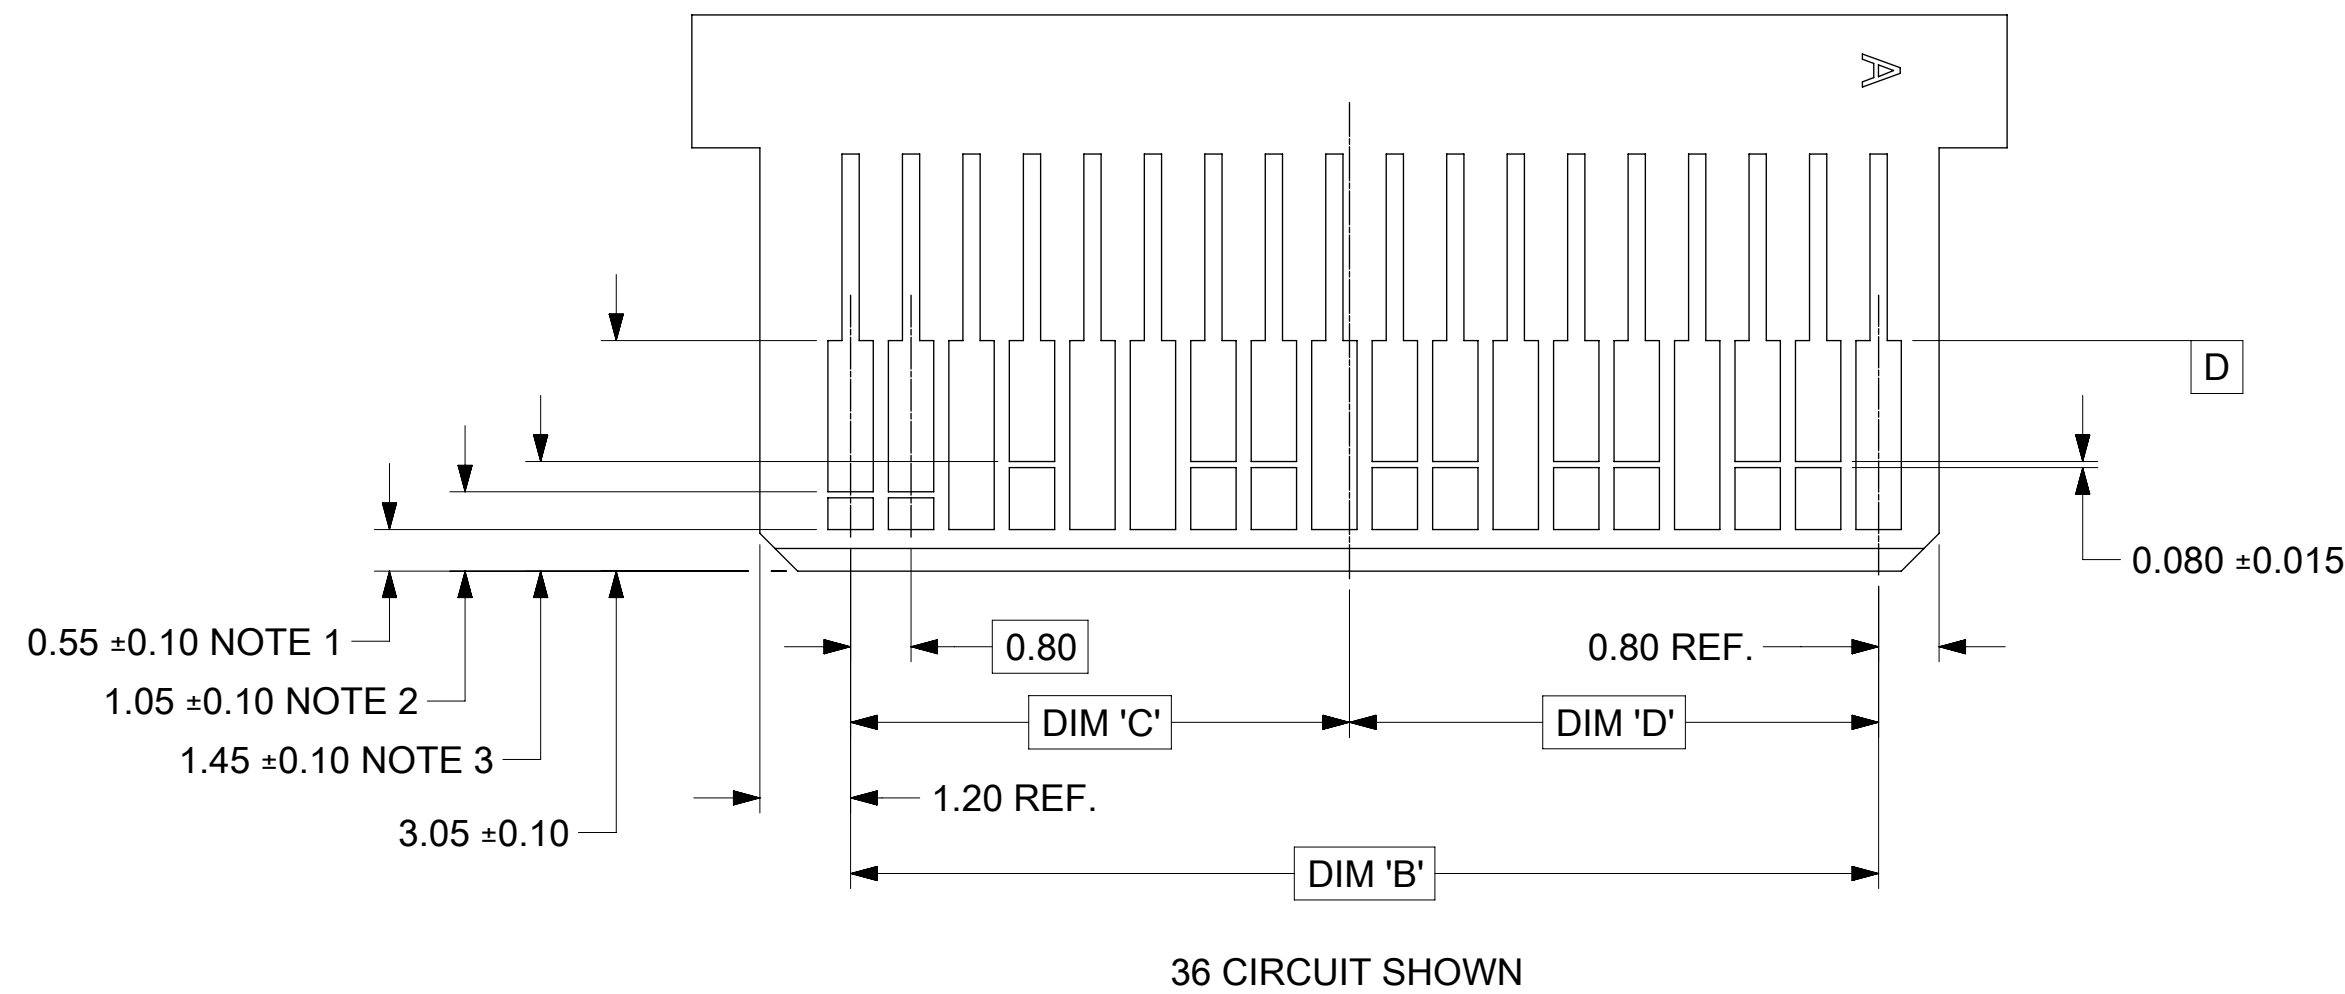 A
D
0.080 ±0.015
0.55 ±0.10 NOTE 1
0.80
0.80 REF.
1.05 ±0.10 NOTE 2
DIM 'C'
DIM 'D'
1.45 ±0.10 NOTE 3
1.20 REF.
3.05 ±0.10
DIM 'B'
36 CIRCUIT SHOWN